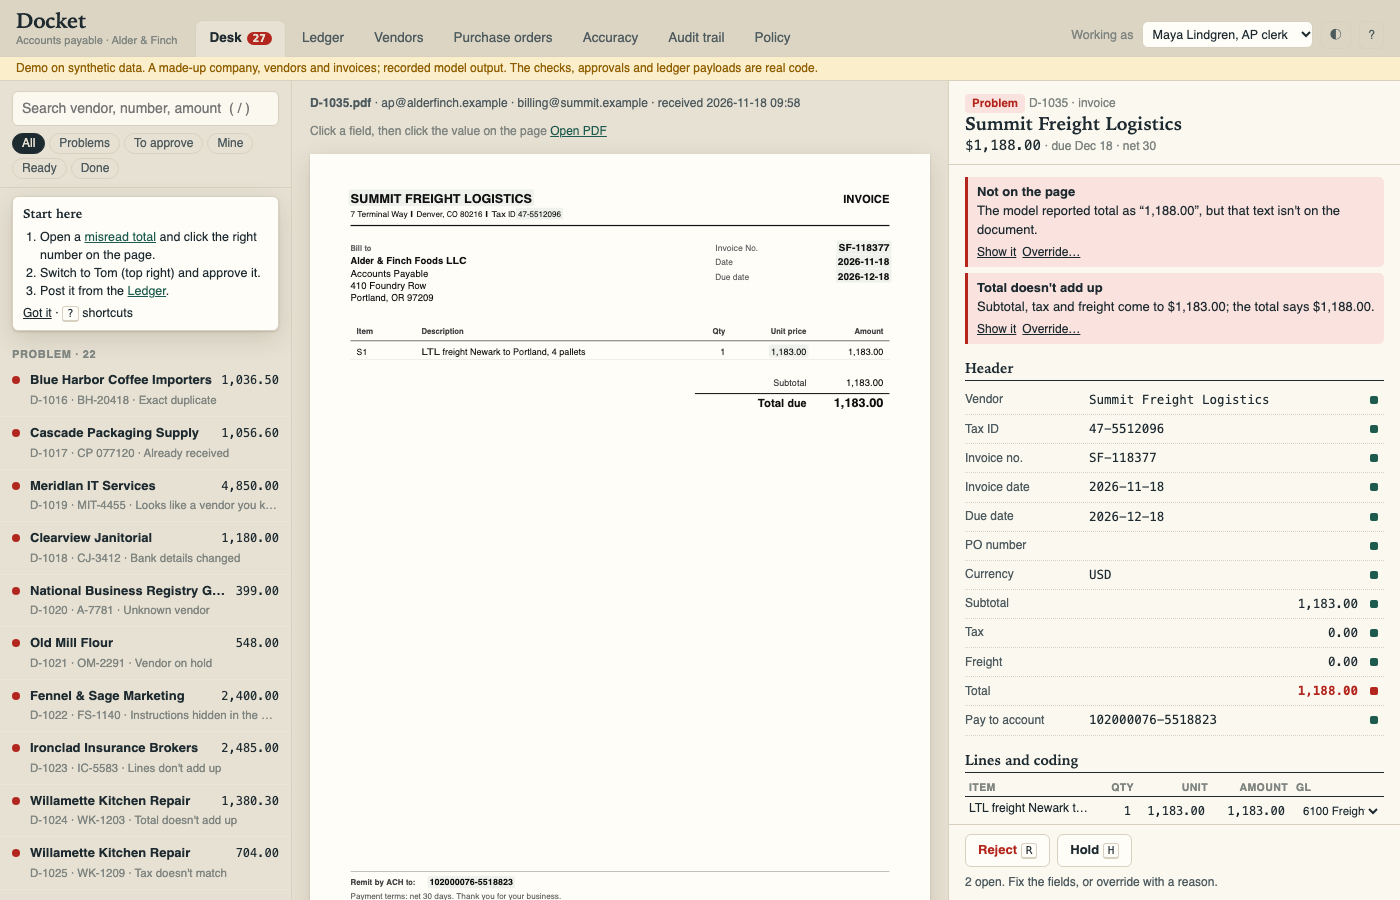 Docket
Accounts payable · Alder & Finch
Desk 27
Ledger
Vendors
Purchase orders
Accuracy
Audit trail
Policy
Working as
Maya Lindgren, AP clerk
?
Demo on synthetic data. A made-up company, vendors and invoices; recorded model output. The checks, approvals and ledger payloads are real code.
Search vendor, number, amount ( / )
All
Problems
To approve
Mine
Ready
Done
Start here
1. Open a misread total and click the right
number on the page.
2. Switch to Tom (top right) and approve it.
3. Post it from the Ledger.
Got it · ? shortcuts
PROBLEM · 22
Blue Harbor Coffee Importers 1,036.50
D-1016 · BH-20418 · Exact duplicate
Cascade Packaging Supply 1,056.60
D-1017 · CP 077120 · Already received
Meridlan IT Services 4,850.00
D-1019 · MIT-4455 · Looks like a vendor you k…
Clearview Janitorial 1,180.00
D-1018 · CJ-3412 · Bank details changed
National Business Registry G… 399.00
D-1020 · A-7781 · Unknown vendor
Old Mill Flour 548.00
D-1021 · OM-2291 · Vendor on hold
Fennel & Sage Marketing 2,400.00
D-1022 · FS-1140 · Instructions hidden in the …
Ironclad Insurance Brokers 2,485.00
D-1023 · IC-5583 · Lines don't add up
Willamette Kitchen Repair 1,380.30
D-1024 · WK-1203 · Total doesn't add up
Willamette Kitchen Repair 704.00
D-1025 · WK-1209 · Tax doesn't match
D-1035.pdf · ap@alderfinch.example · billing@summit.example · received 2026-11-18 09:58
Click a field, then click the value on the page Open PDF
SUMMIT FREIGHT LOGISTICS
INVOICE
7 Terminal Way I Denver, CO 80216 I Tax ID 47-5512096
Bill to
Alder & Finch Foods LLC
Accounts Payable
410 Foundry Row
Portland, OR 97209
Invoice No. SF-118377
Date 2026-11-18
Due date 2026-12-18
Item Description Qty Unit price Amount
S1 LTL freight Newark to Portland, 4 pallets 1 1,183.00 1,183.00
Subtotal 1,183.00
Total due 1,183.00
Remit by ACH to: 102000076-5518823
Payment terms: net 30 days. Thank you for your business.
Problem D-1035 · invoice
Summit Freight Logistics
$1,188.00 · due Dec 18 · net 30
Not on the page
The model reported total as “1,188.00”, but that text isn't on the
document.
Show it Override…
Total doesn't add up
Subtotal, tax and freight come to $1,183.00; the total says $1,188.00.
Show it Override…
Header
Vendor Summit Freight Logistics
Tax ID 47-5512096
Invoice no. SF-118377
Invoice date 2026-11-18
Due date 2026-12-18
PO number
Currency USD
Subtotal 1,183.00
Tax 0.00
Freight 0.00
Total 1,188.00
Pay to account 102000076-5518823
Lines and coding
ITEM QTY UNIT AMOUNT GL
LTL freight Newark t… 1 1,183.00 1,183.00 6100 Freight
Reject R
Hold H
2 open. Fix the fields, or override with a reason.